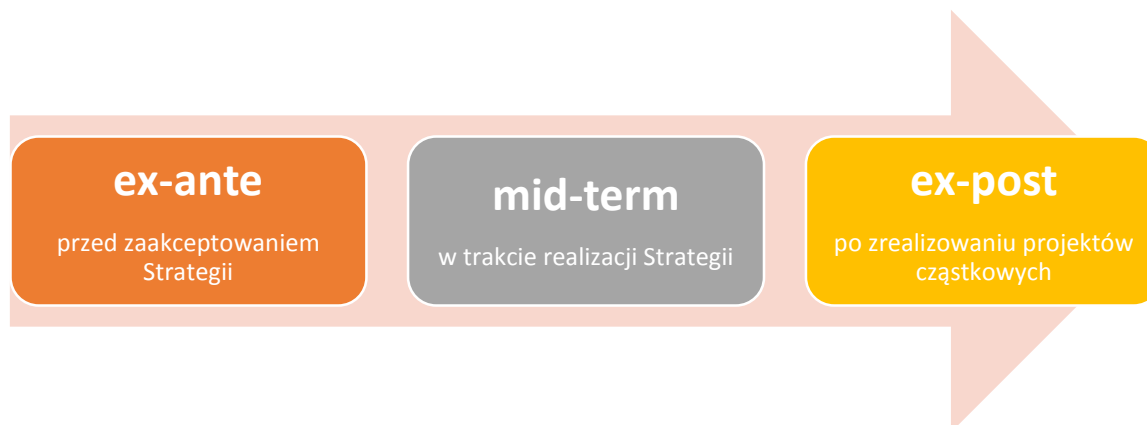 ex-ante
przed zaakceptowaniem
Strategii
mid-term
w trakcie realizacji Strategii
ex-post
po zrealizowaniu projektów
cząstkowych